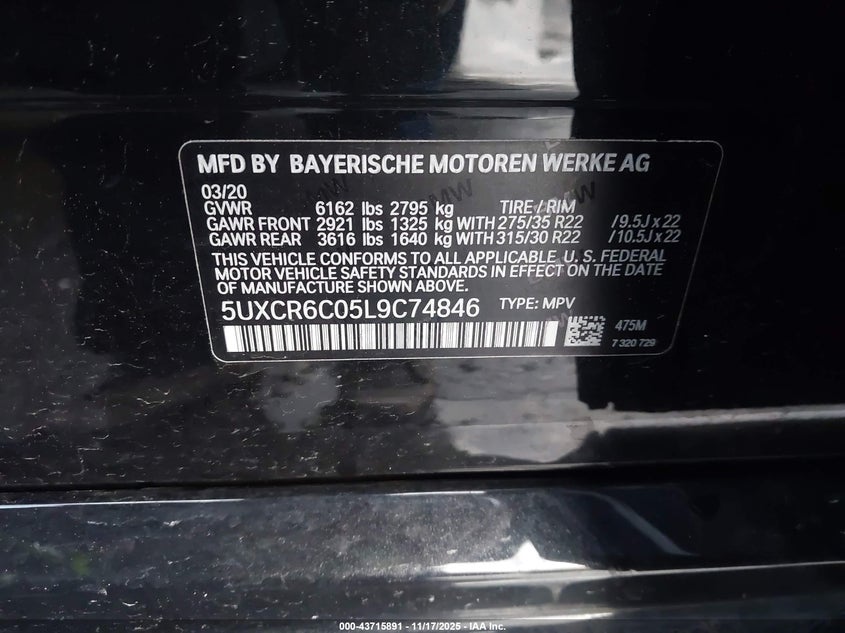 MFD BY BAYERISCHE MOTOREN WERKE AG
03/20
GVWR 6162 lbs 2795 kg TIRE / RIM
GAWR FRONT 2921 lbs 1325 kg WITH 275/35 R22 / 9.5J x 22
GAWR REAR 3616 lbs 1640 kg WITH 315/30 R22 / 10.5J x 22
THIS VEHICLE CONFORMS TO ALL APPLICABLE U. S. FEDERAL
MOTOR VEHICLE SAFETY STANDARDS IN EFFECT ON THE DATE
OF MANUFACTURE SHOWN ABOVE.
5UXCR6C05L9C74846 TYPE: MPV
475M
7 320 729
000-43715891 - 11/17/2025 - IAA Inc.